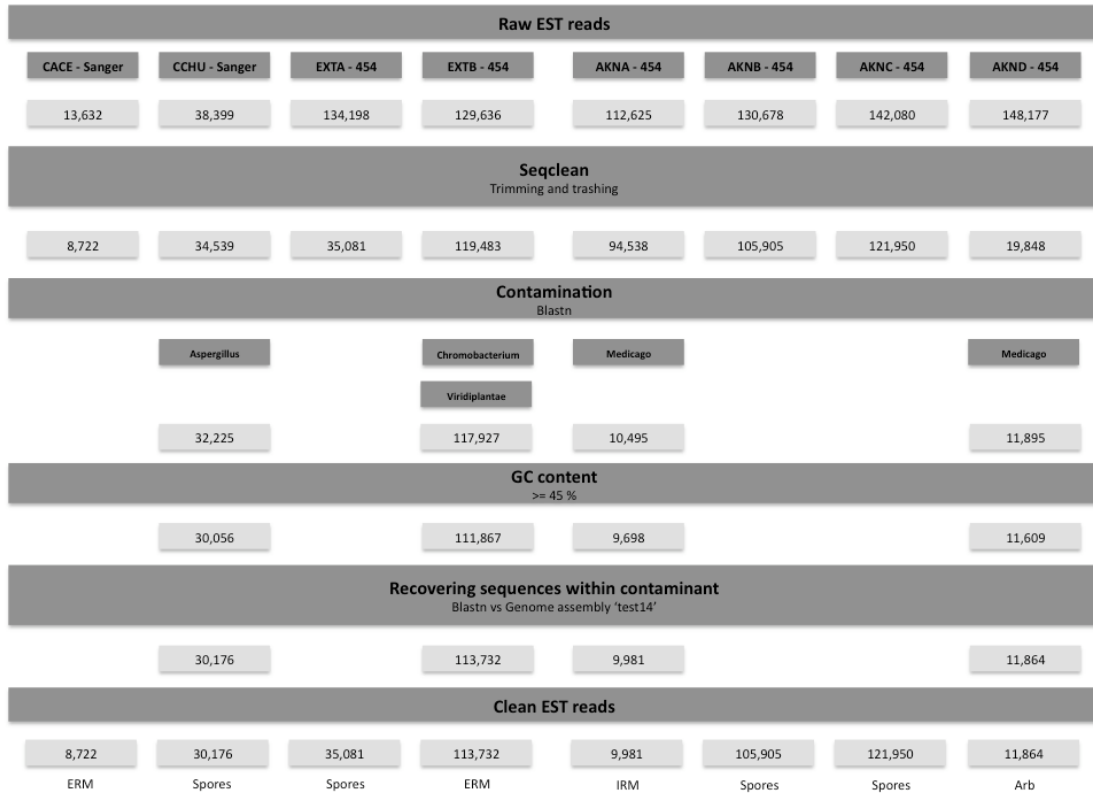 Raw EST reads
CACE - Sanger CCHU - Sanger EXTA - 454 EXTB - 454 AKNA - 454 AKNB - 454 AKNC - 454 AKND - 454
13,632 38,399 134,198 129,636 112,625 130,678 142,080 148,177
Seqclean
Trimming and trashing
8,722 34,539 35,081 119,483 94,538 105,905 121,950 19,848
Contamination
Blastn
Aspergillus Chromobacterium Medicago Medicago
Viridiplantae
32,225 117,927 10,495 11,895
GC content
>= 45 %
30,056 111,867 9,698 11,609
Recovering sequences within contaminant
Blastn vs Genome assembly ‘test14’
30,176 113,732 9,981 11,864
Clean EST reads
8,722 30,176 35,081 113,732 9,981 105,905 121,950 11,864
ERM Spores Spores ERM IRM Spores Spores Arb